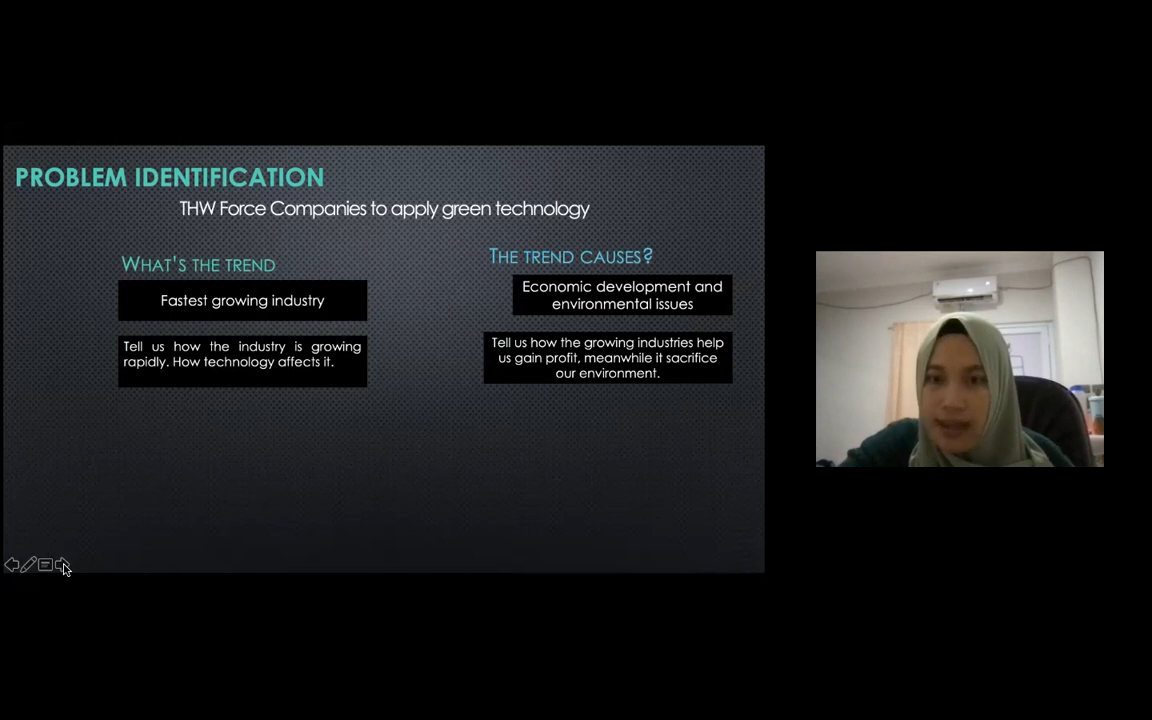 PROBLEM IDENTIFICATION
THW Force Companies to apply green technology
WHAT'S THE TREND
Fastest growing industry
Tell us how the industry is growing
rapidly. How technology affects it.
THE TREND CAUSES?
Economic development and
environmental issues
Tell us how the growing industries help
us gain profit, meanwhile it sacrifice
our environment.